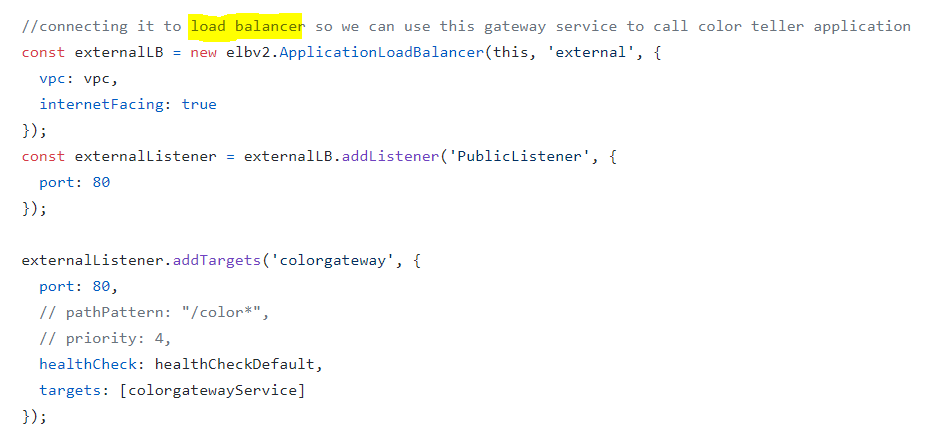 //connecting it to load balancer so we can use this gateway service to call color teller application
const externalLB = new elbv2.ApplicationLoadBalancer(this, 'external', {
  vpc: vpc,
  internetFacing: true
});
const externalListener = externalLB.addListener('PublicListener', {
  port: 80
});

externalListener.addTargets('colorgateway', {
  port: 80,
  // pathPattern: "/color*",
  // priority: 4,
  healthCheck: healthCheckDefault,
  targets: [colorgatewayService]
});